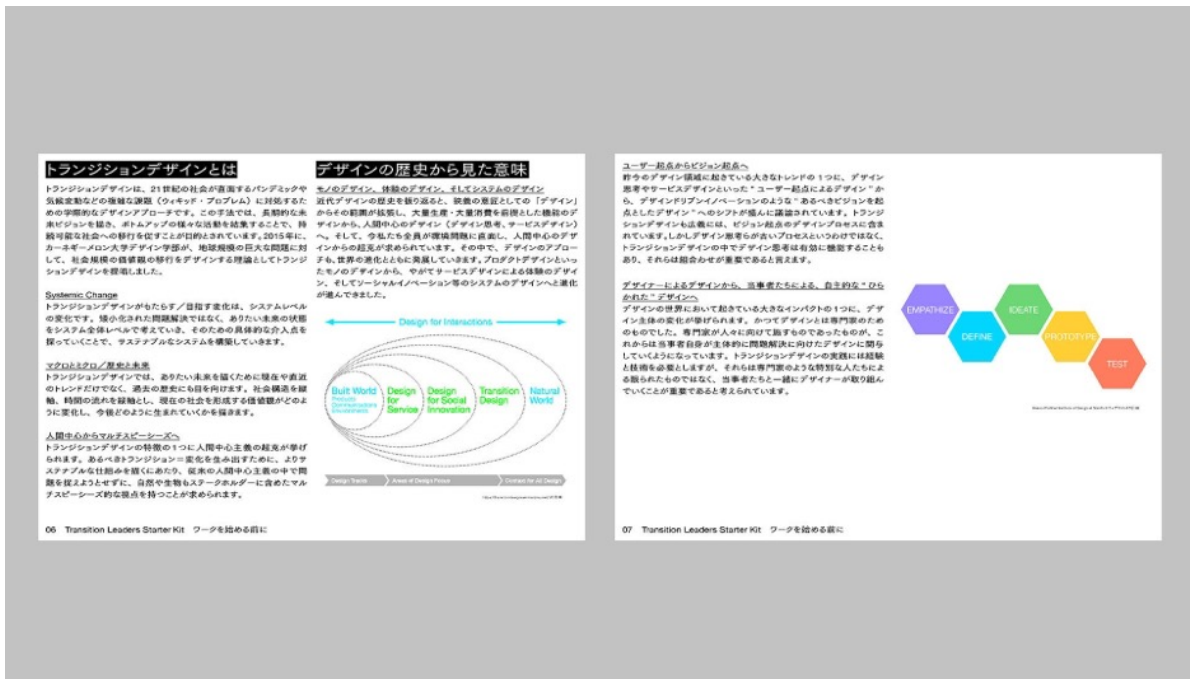 トランジションデザインとは
トランジションデザインは、21世紀の社会が直面するパンデミックや
気候変動などの複雑な課題（ウィキッド・プロブレム）に対処するた
めの学際的なデザインアプローチです。この手法では、長期的な未
来ビジョンを描き、ボトムアップの様々な活動を結集することで、持
続可能な社会への移行を促すことが目的とされています。2015年に、
カーネギーメロン大学デザイン学部が、地球規模の巨大な問題に対
して、社会規模の価値観の移行をデザインする理論としてトランジ
ションデザインを提唱しました。
Systemic Change
トランジションデザインがもたらす／目指す変化は、システムレベル
の変化です。矮小化された問題解決ではなく、ありたい未来の状態
をシステム全体レベルで考えていき、そのための具体的な介入点を
探っていくことで、サステナブルなシステムを構築していきます。
マクロとミクロ／歴史と未来
トランジションデザインでは、ありたい未来を描くために現在や直近
のトレンドだけでなく、過去の歴史にも目を向けます。社会構造を縦
軸、時間の流れを横軸とし、現在の社会を形成する価値観がどのよ
うに変化し、今後どのように生まれていくかを描きます。
人間中心からマルチスピーシーズへ
トランジションデザインの特徴の1つに人間中心主義の超克が挙げ
られます。あるべきトランジション＝変化を生み出すために、よりサ
ステナブルな仕組みを描くにあたり、従来の人間中心主義の中で問
題を捉えようとせずに、自然や生物もステークホルダーに含めたマル
チスピーシーズ的な視点を持つことが求められます。
デザインの歴史から見た意味
モノのデザイン、体験のデザイン、そしてシステムのデザイン
近代デザインの歴史を振り返ると、狭義の意匠としての「デザイン」
からその範囲が拡張し、大量生産・大量消費を前提とした機能のデ
ザインから、人間中心のデザイン（デザイン思考、サービスデザイン）
へ。そして、今私たち全員が環境問題に直面し、人間中心のデザ
インからの超克が求められています。その中で、デザインのアプロー
チも、世界の進化とともに発展していきます。プロダクトデザインといっ
たモノのデザインから、やがてサービスデザインによる体験のデザイ
ン、そしてソーシャルイノベーション等のシステムのデザインへと進化
が進んできました。
Design for Interactions
Built World
Products
Communications
Environments
Design
for
Service
Design
for Social
Innovation
Transition
Design
Natural
World
Design Tracks
Areas of Design Focus
Context for All Design
06 Transition Leaders Starter Kit ワークを始める前に
ユーザー起点からビジョン起点へ
昨今のデザイン領域に起きている大きなトレンドの1つに、デザイン
思考やサービスデザインといった“ユーザー起点によるデザイン”か
ら、デザインドリブンイノベーションのような“あるべきビジョンを起
点としたデザイン”へのシフトが盛んに議論されています。トランジ
ションデザインも広義には、ビジョン起点のデザインプロセスに含ま
れています。しかしデザイン思考らが古いプロセスというわけではなく、
トランジションデザインの中でデザイン思考は有効に機能することも
あり、それらは組合わせが重要であると言えます。
デザイナーによるデザインから、当事者たちによる、自主的な“ひら
かれた”デザインへ
デザインの世界において起きている大きなインパクトの1つに、デザ
イン主体の変化が挙げられます。かつてデザインとは専門家のため
のものでした。専門家が人々に向けて施すものであったものが、こ
れからは当事者自身が主体的に問題解決に向けたデザインに関与
していくようになっています。トランジションデザインの実践には経験
と技術を必要としますが、それらは専門家のような特別な人たちによ
る限られたものではなく、当事者たちと一緒にデザイナーが取り組ん
でいくことが重要であると考えられています。
EMPATHIZE
DEFINE
IDEATE
PROTOTYPE
TEST
07 Transition Leaders Starter Kit ワークを始める前に